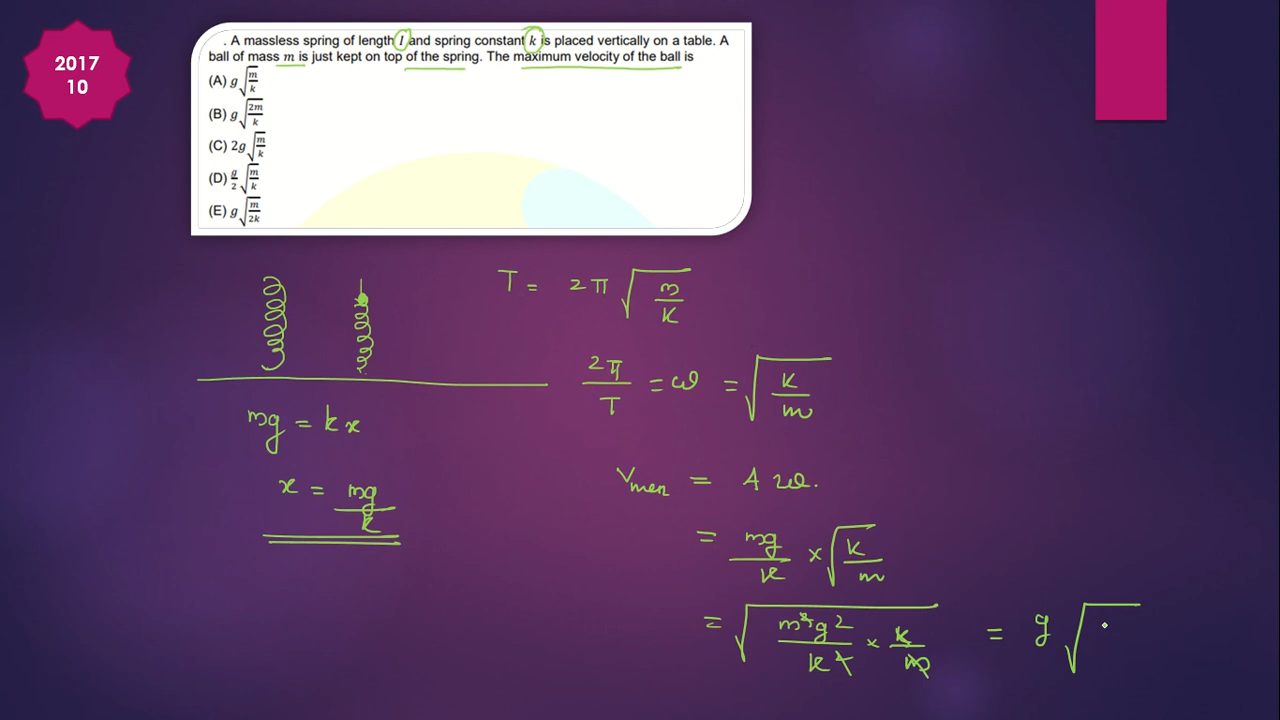 2017
10
. A massless spring of length l and spring constant k is placed vertically on a table. A
ball of mass m is just kept on top of the spring. The maximum velocity of the ball is
(A) g√(m/k)
(B) g√(2m/k)
(C) 2g√(m/k)
(D) g/2 √(m/k)
(E) g√(m/2k)
mg = kx
x = mg/k
T = 2π√(m/K)
2π/T = ω = √(K/m)
Vmax = Aω.
= mg/k × √(k/m)
= √(m²g²/k² × k/m) = g√